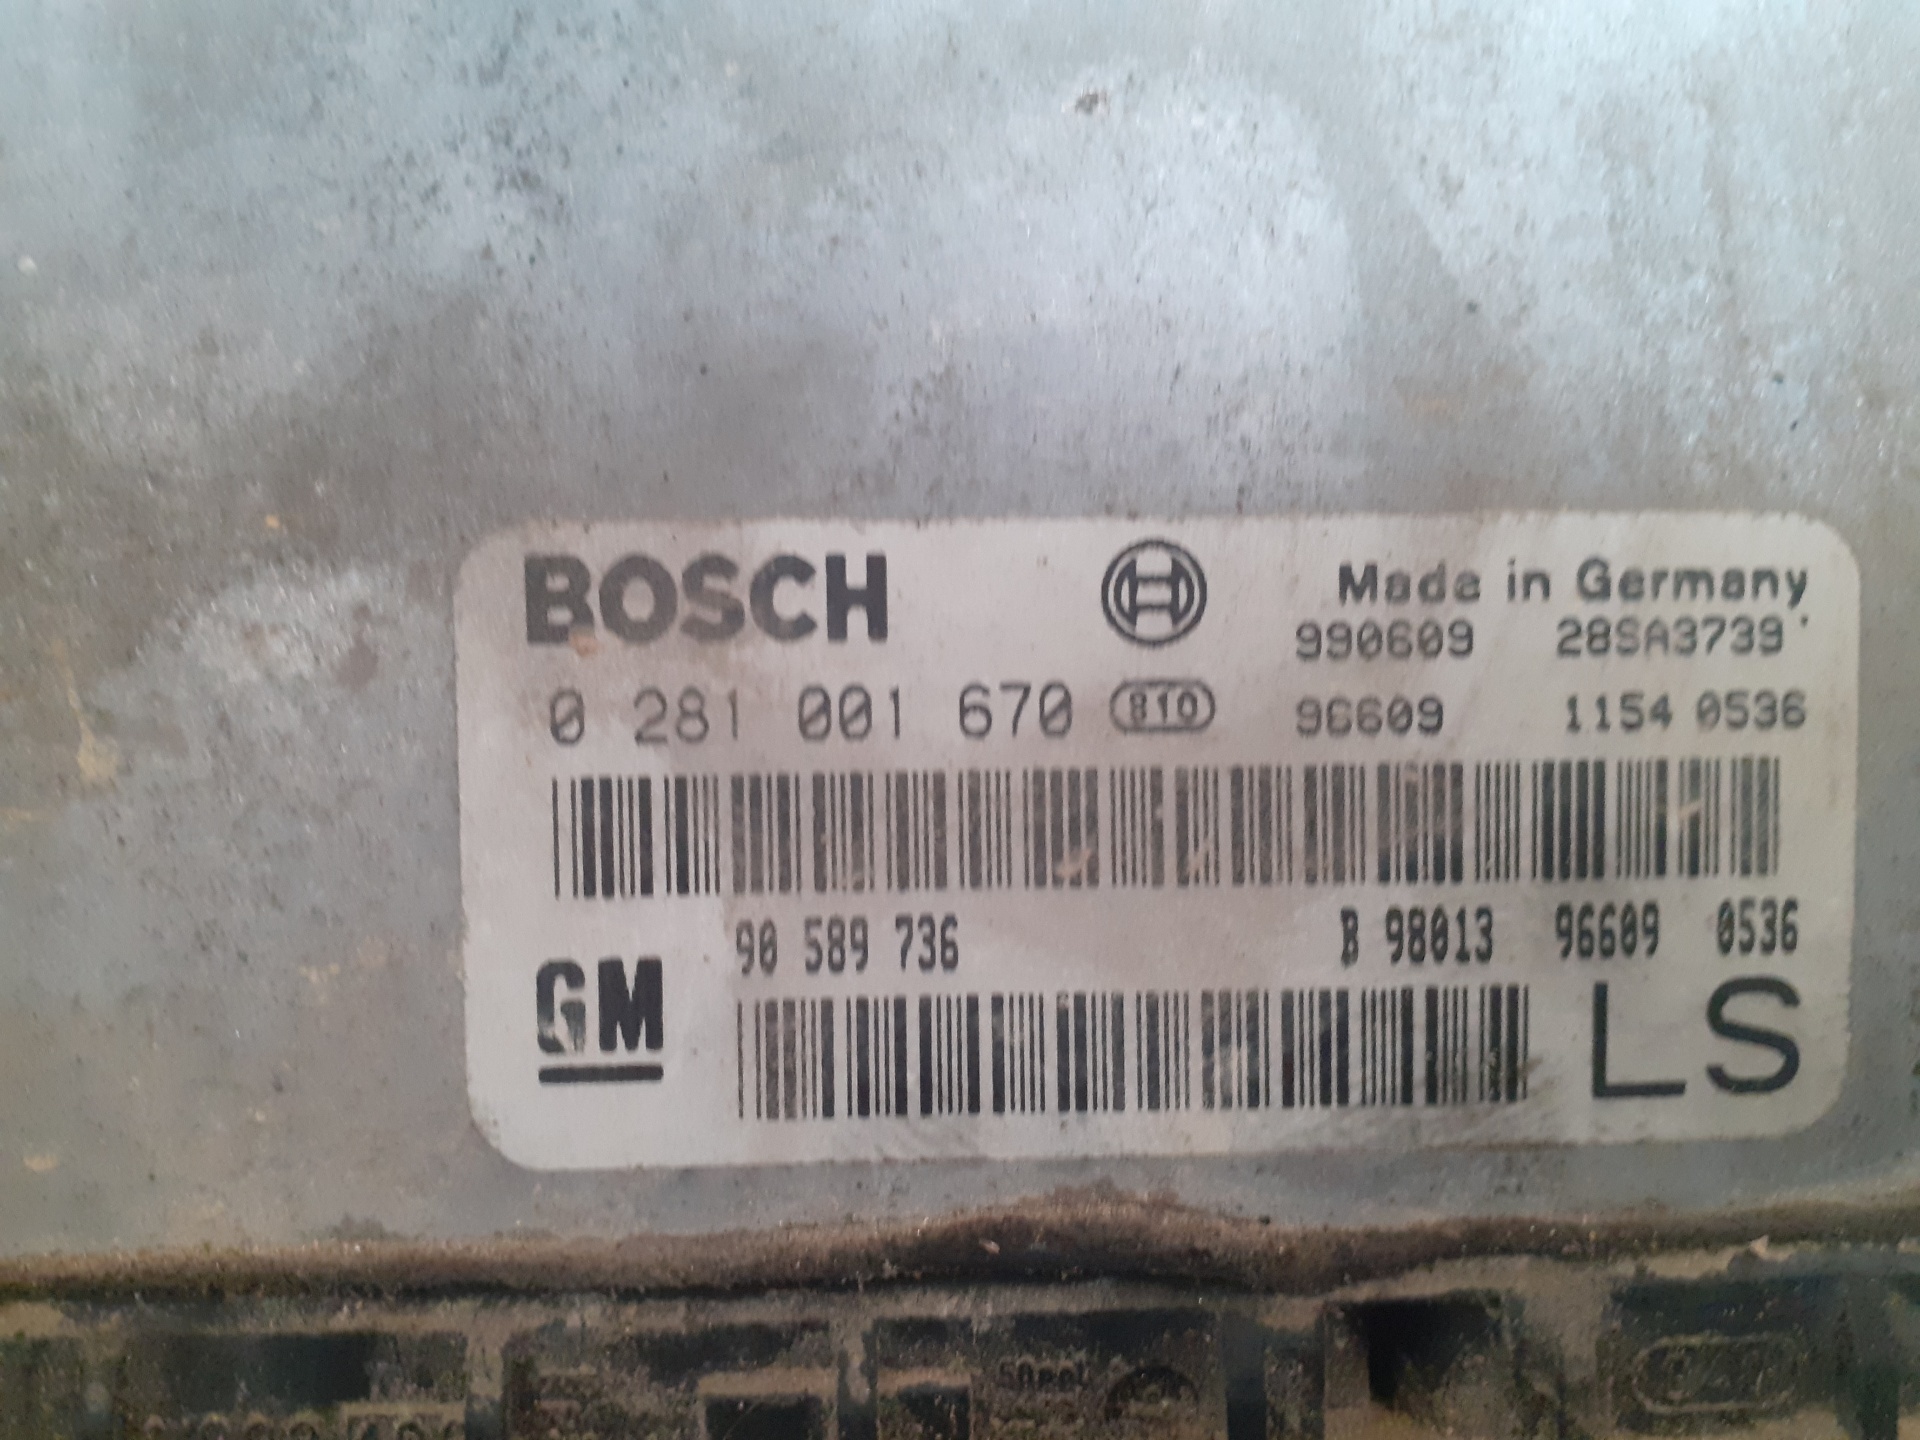 BOSCH
Made in Germany
990609 28SA3739
0 281 001 670 810 96609 1154 0536
90 589 736 B 98013 96609 0536
GM
LS